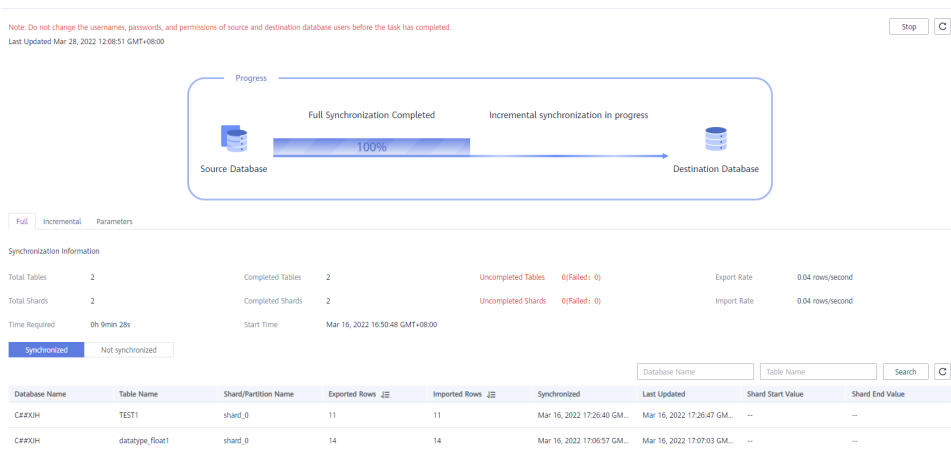 Note: Do not change the usernames, passwords, and permissions of source and destination database users before the task has completed.
Stop
Last Updated Mar 28, 2022 12:08:51 GMT+08:00
Progress
Full Synchronization Completed
Incremental synchronization in progress
100%
Source Database
Destination Database
Full Incremental Parameters
Synchronization Information
Total Tables 2 Completed Tables 2 Uncompleted Tables 0(Failed: 0) Export Rate 0.04 rows/second
Total Shards 2 Completed Shards 2 Uncompleted Shards 0(Failed: 0) Import Rate 0.04 rows/second
Time Required 0h 9min 28s Start Time Mar 16, 2022 16:50:48 GMT+08:00
Synchronized Not synchronized
Database Name Table Name Search
Database Name Table Name Shard/Partition Name Exported Rows Imported Rows Synchronized Last Updated Shard Start Value Shard End Value
C##XJH TEST1 shard_0 11 11 Mar 16, 2022 17:26:40 GM... Mar 16, 2022 17:26:47 GM... -- --
C##XJH datatype_float1 shard_0 14 14 Mar 16, 2022 17:06:57 GM... Mar 16, 2022 17:07:03 GM... -- --